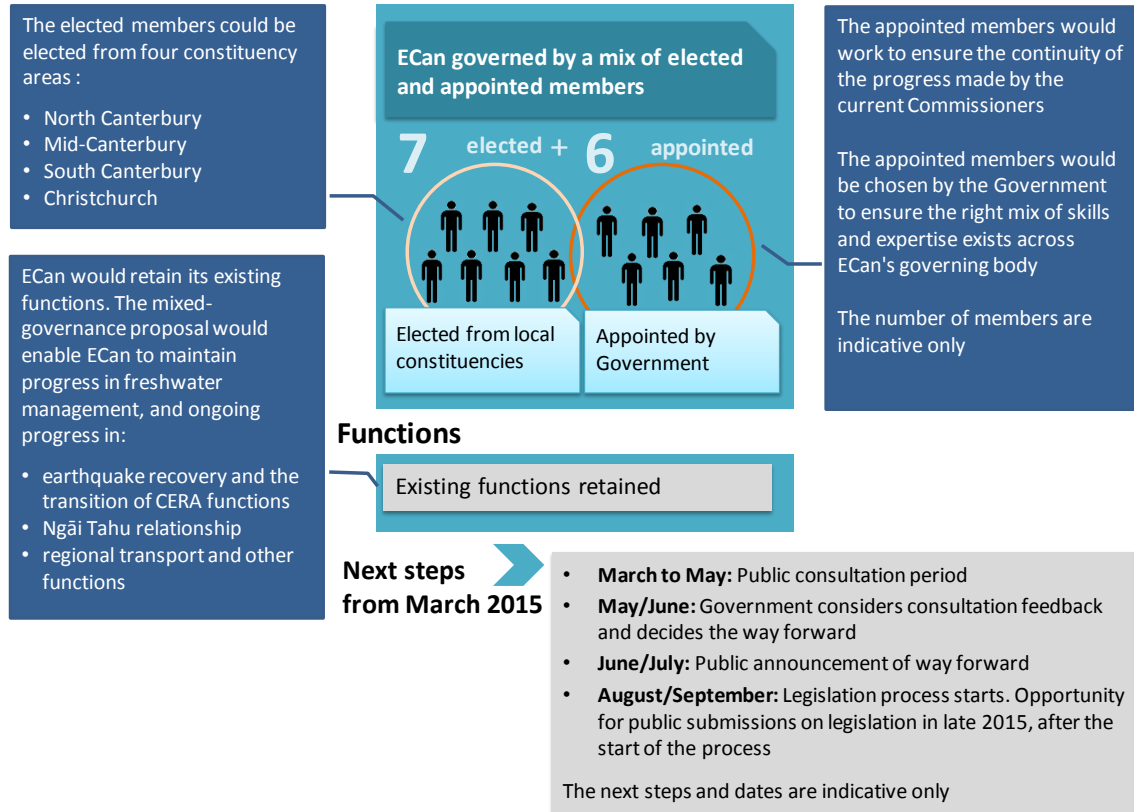 The elected members could be
elected from four constituency
areas :
• North Canterbury
• Mid-Canterbury
• South Canterbury
• Christchurch
ECan governed by a mix of elected
and appointed members
7 elected + 6 appointed
Elected from local
constituencies
Appointed by
Government
The appointed members would
work to ensure the continuity of
the progress made by the
current Commissioners
The appointed members would
be chosen by the Government
to ensure the right mix of skills
and expertise exists across
ECan's governing body
The number of members are
indicative only
ECan would retain its existing
functions. The mixed-
governance proposal would
enable ECan to maintain
progress in freshwater
management, and ongoing
progress in:
• earthquake recovery and the
transition of CERA functions
• Ngāi Tahu relationship
• regional transport and other
functions
Functions
Existing functions retained
Next steps
from March 2015
• March to May: Public consultation period
• May/June: Government considers consultation feedback
and decides the way forward
• June/July: Public announcement of way forward
• August/September: Legislation process starts. Opportunity
for public submissions on legislation in late 2015, after the
start of the process
The next steps and dates are indicative only